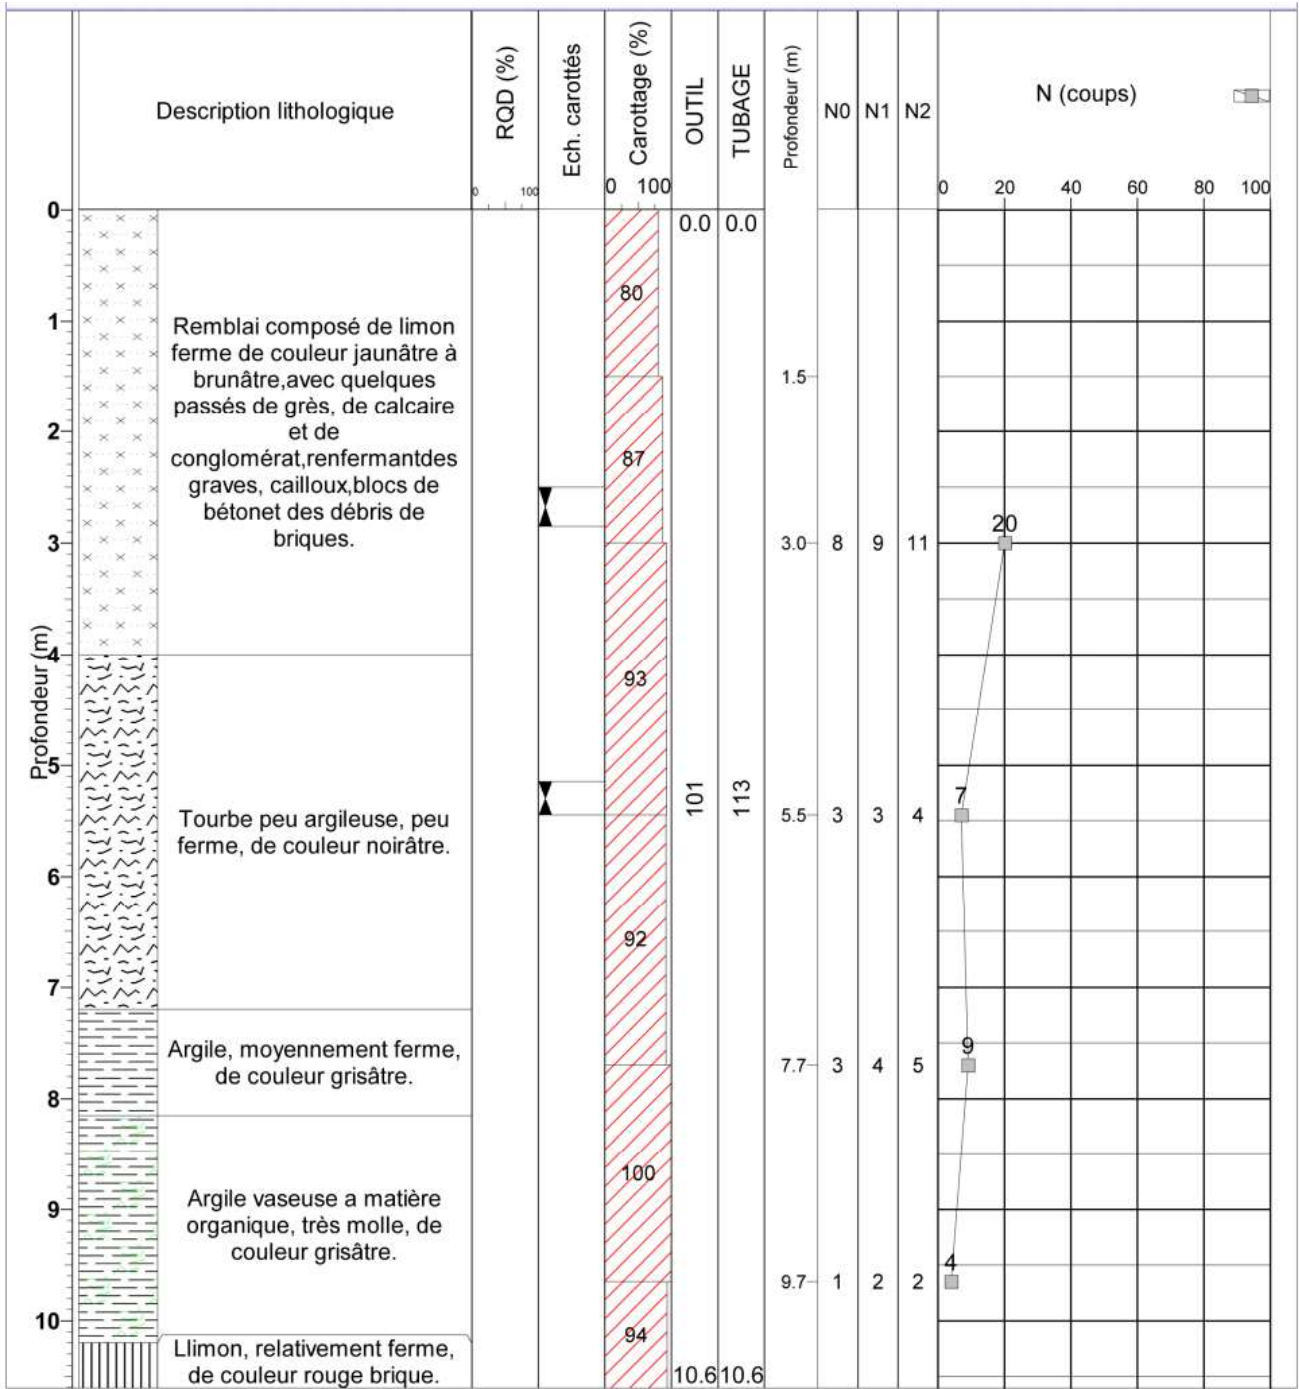 Description lithologique
RQD (%)
0 100
Ech. carottés
Carottage (%)
0 100
OUTIL
TUBAGE
Profondeur (m)
N0
N1
N2
N (coups)
0 20 40 60 80 100
Profondeur (m)
0
1
2
3
4
5
6
7
8
9
10
Remblai composé de limon
ferme de couleur jaunâtre à
brunâtre,avec quelques
passés de grès, de calcaire
et de
conglomérat,renfermantdes
graves, cailloux,blocs de
bétonet des débris de
briques.
Tourbe peu argileuse, peu
ferme, de couleur noirâtre.
Argile, moyennement ferme,
de couleur grisâtre.
Argile vaseuse a matière
organique, très molle, de
couleur grisâtre.
Llimon, relativement ferme,
de couleur rouge brique.
80
87
93
92
100
94
0.0 0.0
101 113
10.6 10.6
1.5
3.0 8 9 11
5.5 3 3 4
7.7 3 4 5
9.7 1 2 2
20
7
9
4